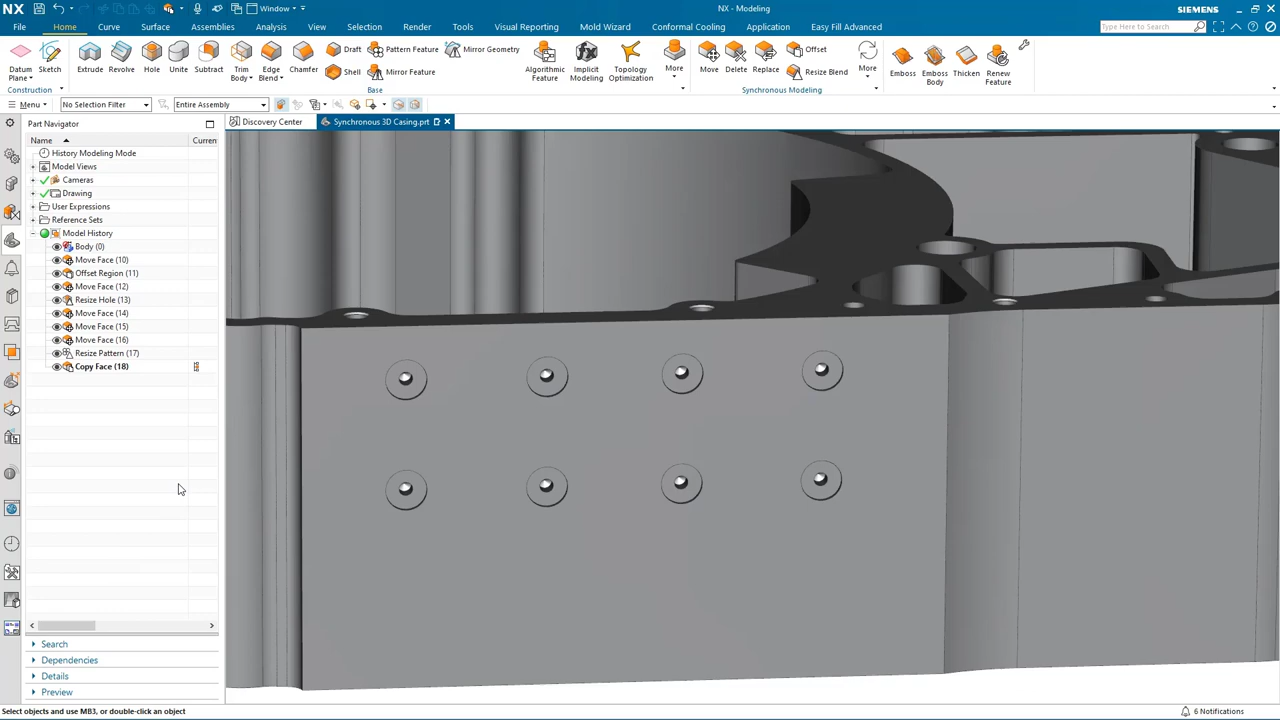 NX
Window
NX - Modeling
SIEMENS
File
Home
Curve
Surface
Assemblies
Analysis
View
Selection
Render
Tools
Visual Reporting
Mold Wizard
Conformal Cooling
Application
Easy Fill Advanced
Type Here to Search
Datum Plane
Sketch
Extrude
Revolve
Hole
Unite
Subtract
Trim Body
Edge Blend
Chamfer
Draft
Shell
Pattern Feature
Mirror Feature
Mirror Geometry
Algorithmic Feature
Implicit Modeling
Topology Optimization
More
Move
Delete
Replace
Offset
Resize Blend
More
Emboss
Emboss Body
Thicken
Renew Feature
Construction
Base
Synchronous Modeling
Menu
No Selection Filter
Entire Assembly
Part Navigator
Discovery Center
Synchronous 3D Casing.prt
Name
Curren
History Modeling Mode
Model Views
Cameras
Drawing
User Expressions
Reference Sets
Model History
Body (0)
Move Face (10)
Offset Region (11)
Move Face (12)
Resize Hole (13)
Move Face (14)
Move Face (15)
Move Face (16)
Resize Pattern (17)
Copy Face (18)
Search
Dependencies
Details
Preview
Select objects and use MB3, or double-click an object
6 Notifications